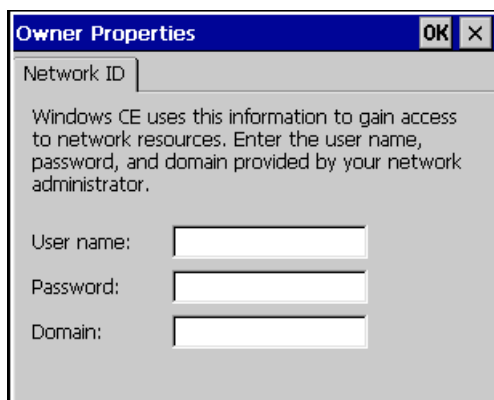 Owner Properties OK ×
Network ID
Windows CE uses this information to gain access
to network resources. Enter the user name,
password, and domain provided by your network
administrator.
User name:
Password:
Domain: